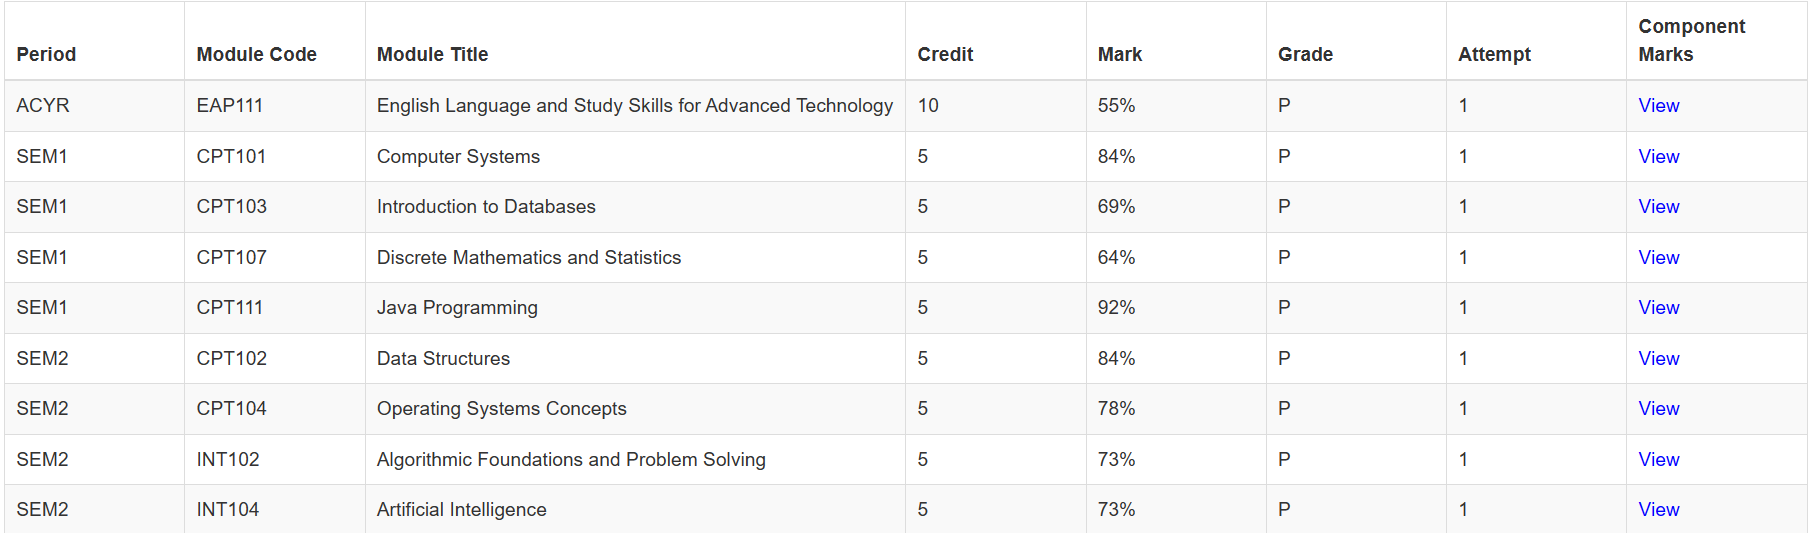 Period Module Code Module Title Credit Mark Grade Attempt Component Marks
ACYR EAP111 English Language and Study Skills for Advanced Technology 10 55% P 1 View
SEM1 CPT101 Computer Systems 5 84% P 1 View
SEM1 CPT103 Introduction to Databases 5 69% P 1 View
SEM1 CPT107 Discrete Mathematics and Statistics 5 64% P 1 View
SEM1 CPT111 Java Programming 5 92% P 1 View
SEM2 CPT102 Data Structures 5 84% P 1 View
SEM2 CPT104 Operating Systems Concepts 5 78% P 1 View
SEM2 INT102 Algorithmic Foundations and Problem Solving 5 73% P 1 View
SEM2 INT104 Artificial Intelligence 5 73% P 1 View